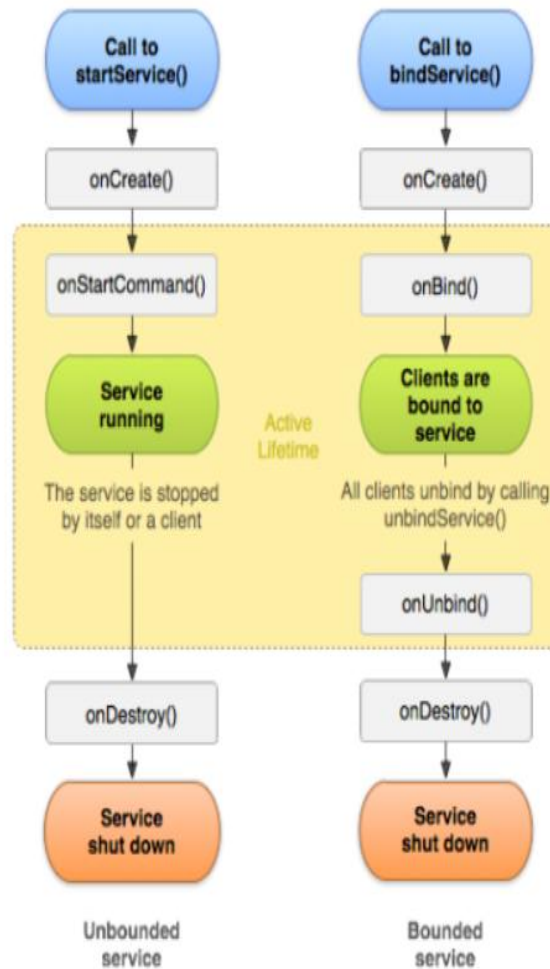 Call to
startService()
onCreate()
onStartCommand()
Service
running
The service is stopped
by itself or a client
onDestroy()
Service
shut down
Unbounded
service
Active
Lifetime
Call to
bindService()
onCreate()
onBind()
Clients are
bound to
service
All clients unbind by calling
unbindService()
onUnbind()
onDestroy()
Service
shut down
Bounded
service